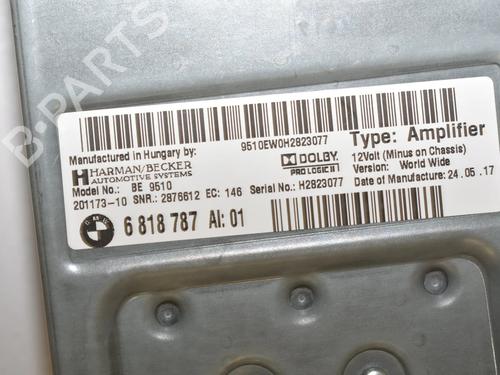 B-PARTS
9510EW0H2823077
Type: Amplifier
Manufactured in Hungary by:
HARMAN/BECKER
AUTOMOTIVE SYSTEMS
DOLBY
PRO LOGIC II
12Volt (Minus on Chassis)
Version: World Wide
Model No.: BE 9510
201173-10 SNR.: 2876612 EC: 146
Serial No.: H2823077
Date of Manufacture: 24.05.17
BMW
6 818 787 AI: 01